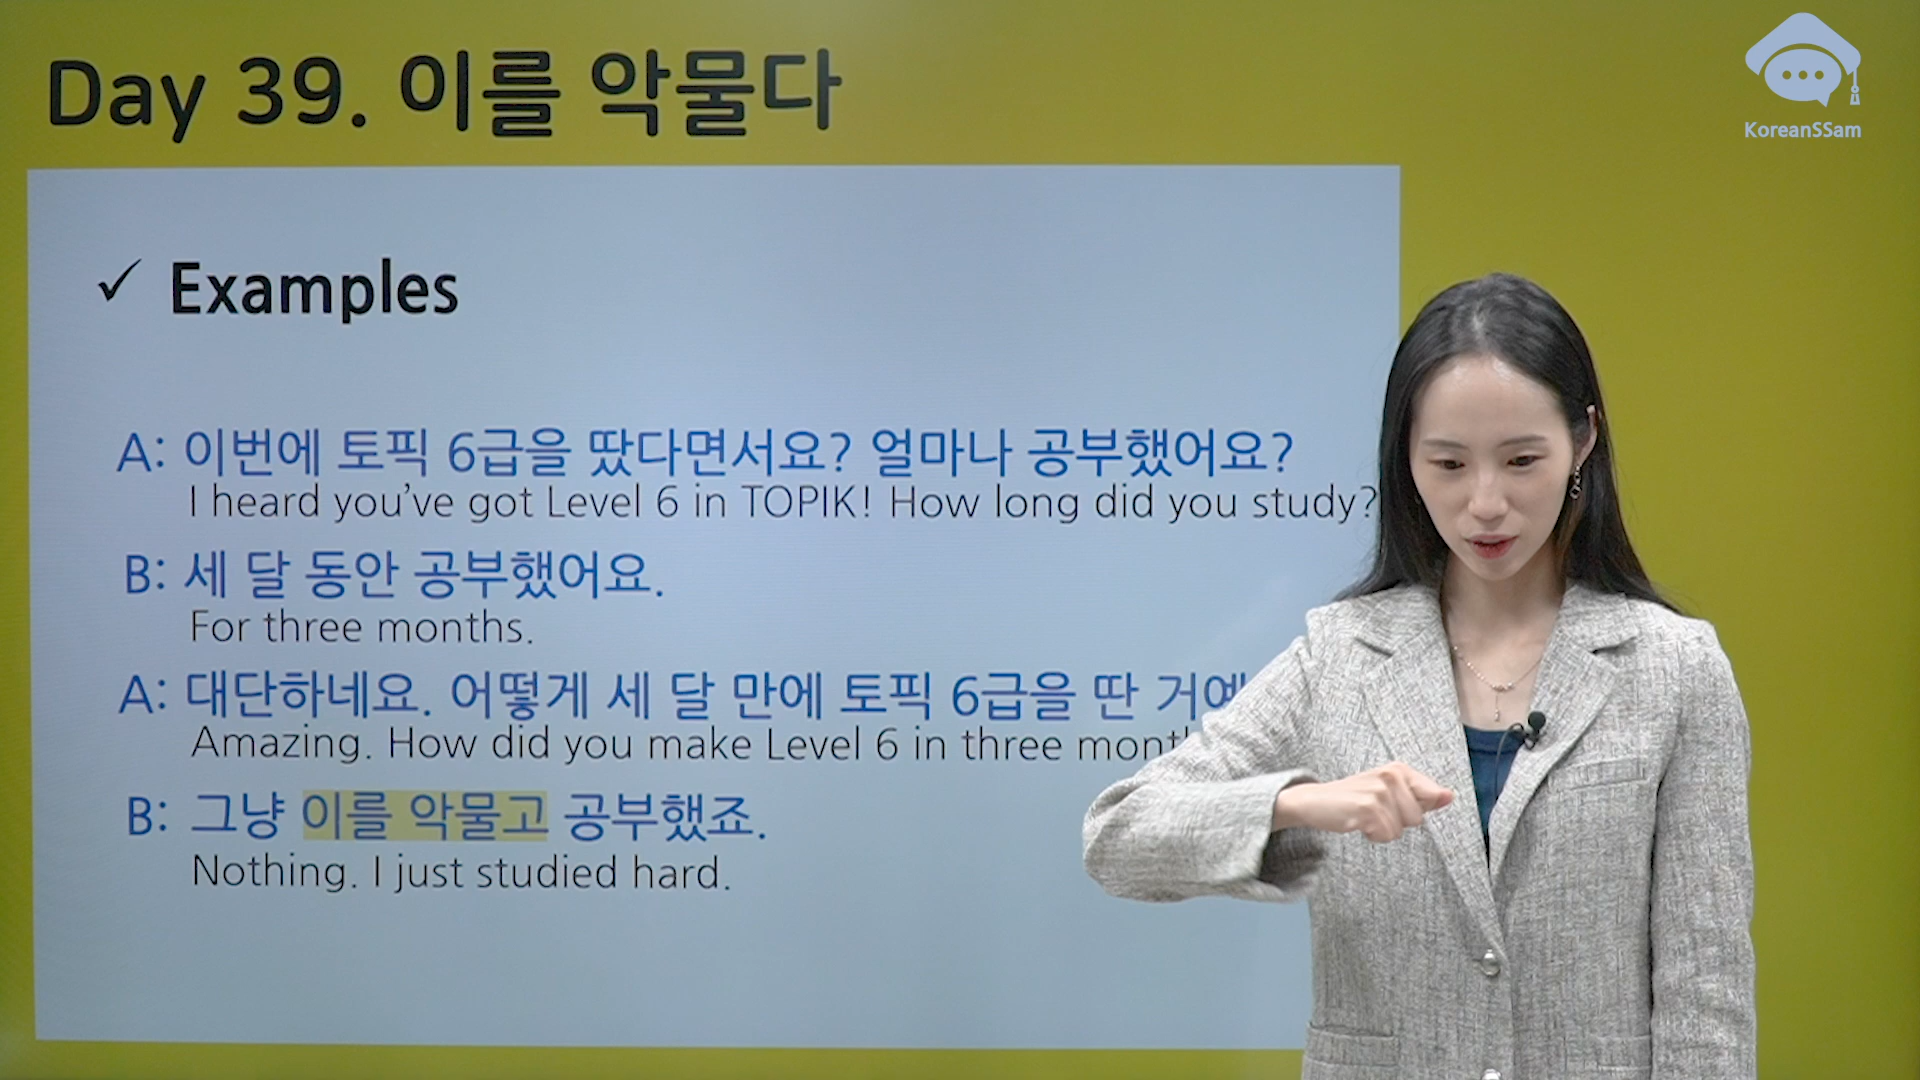 Day 39. 이를 악물다
KoreanSSam
✓ Examples
A: 이번에 토픽 6급을 땄다면서요? 얼마나 공부했어요?
I heard you’ve got Level 6 in TOPIK! How long did you study?
B: 세 달 동안 공부했어요.
For three months.
A: 대단하네요. 어떻게 세 달 만에 토픽 6급을 딴
Amazing. How did you make Level 6 in three
B: 그냥 이를 악물고 공부했죠.
Nothing. I just studied hard.